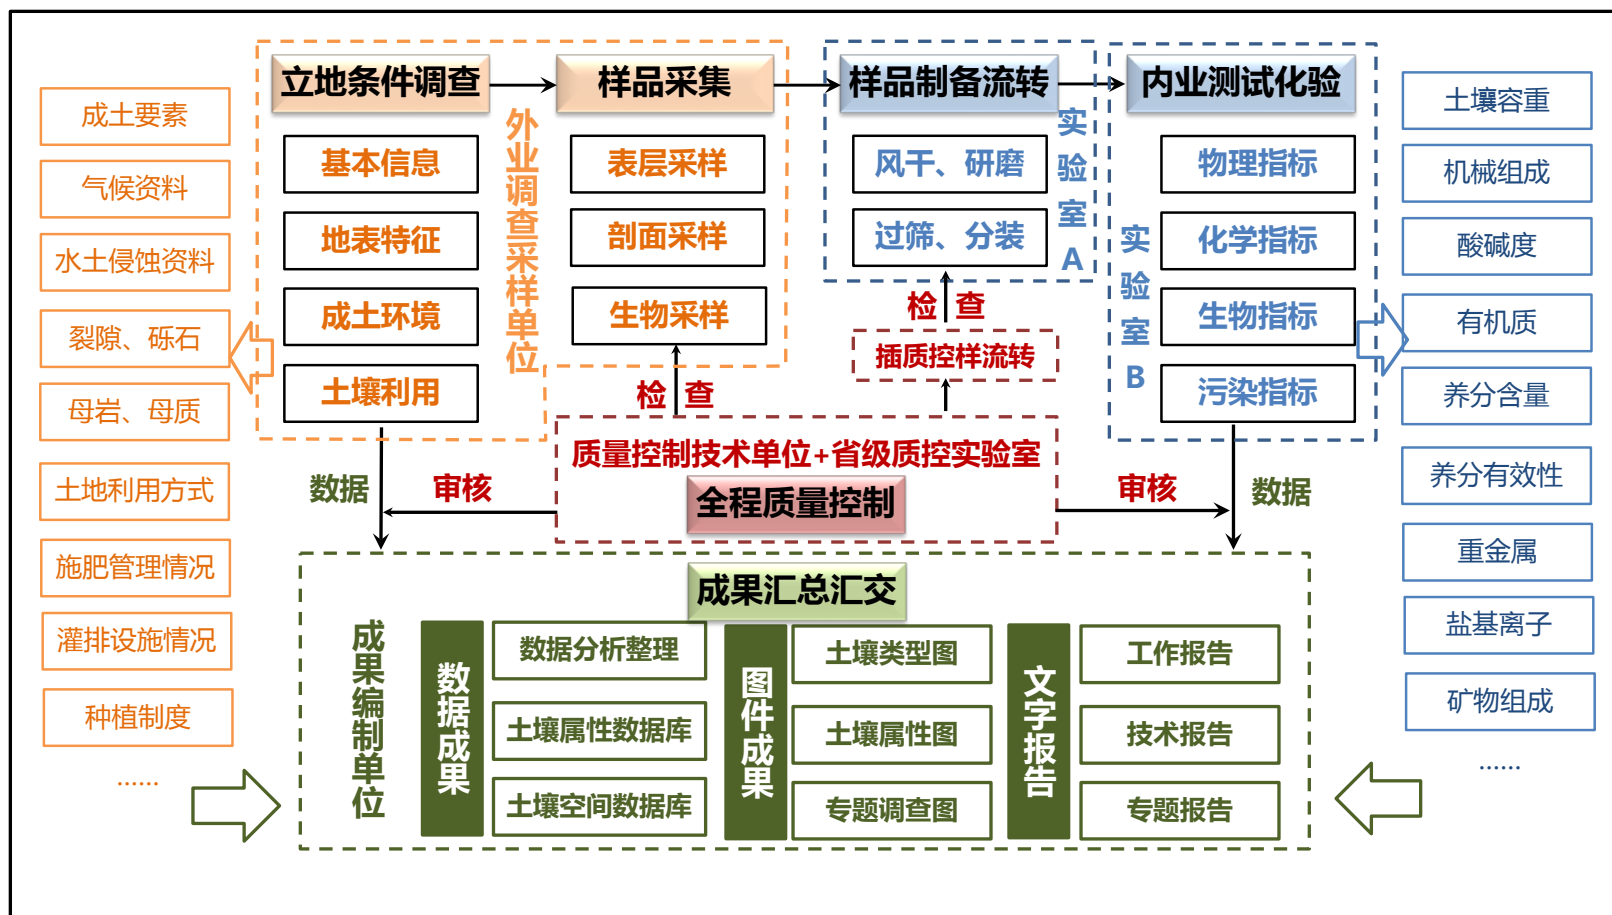 立地条件调查
样品采集
样品制备流转
内业测试化验
成土要素
气候资料
水土侵蚀资料
裂隙、砾石
母岩、母质
土地利用方式
施肥管理情况
灌排设施情况
种植制度
……
基本信息
地表特征
成土环境
土壤利用
外业调查采样单位
表层采样
剖面采样
生物采样
风干、研磨
过筛、分装
实验室A
实验室B
物理指标
化学指标
生物指标
污染指标
土壤容重
机械组成
酸碱度
有机质
养分含量
养分有效性
重金属
盐基离子
矿物组成
……
检 查
检 查
插质控样流转
质量控制技术单位+省级质控实验室
全程质量控制
数据
审核
审核
数据
成果汇总汇交
成果编制单位
数据成果
数据分析整理
土壤属性数据库
土壤空间数据库
图件成果
土壤类型图
土壤属性图
专题调查图
文字报告
工作报告
技术报告
专题报告